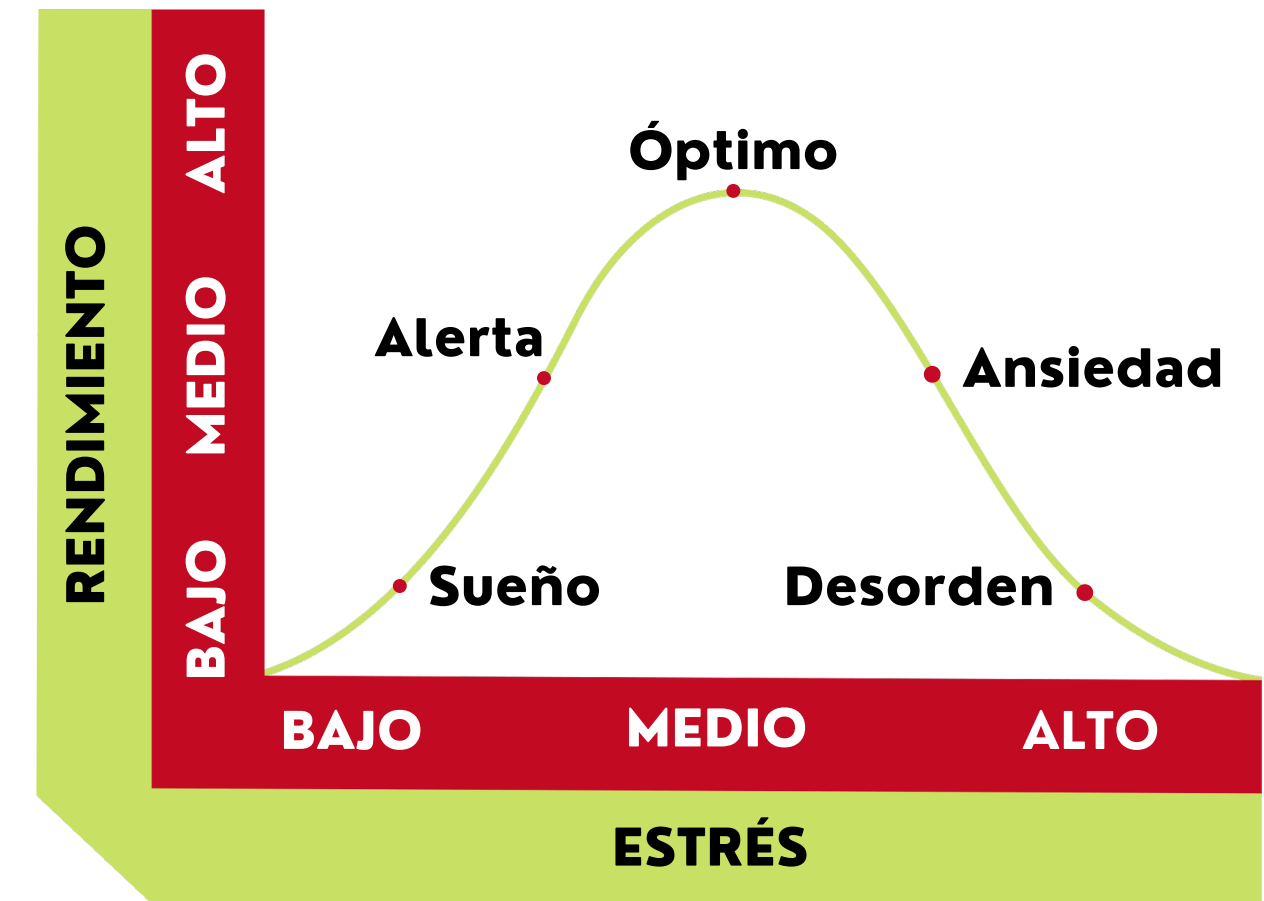 RENDIMIENTO
ALTO
MEDIO
BAJO
Óptimo
Alerta
Ansiedad
Sueño
Desorden
BAJO
MEDIO
ALTO
ESTRÉS